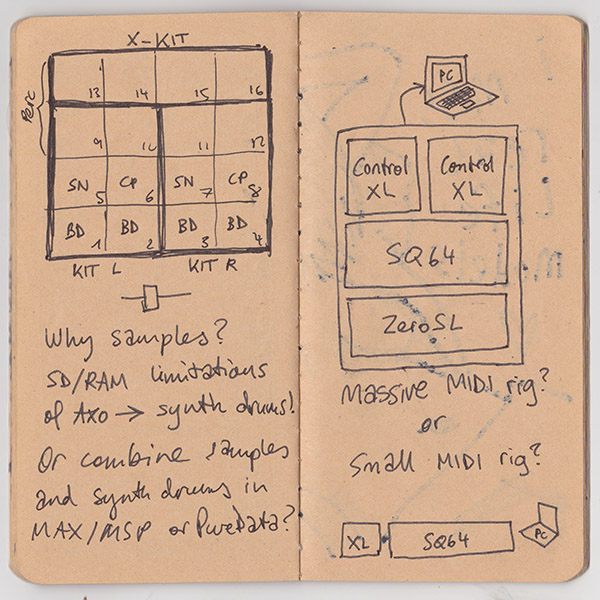 X-KIT
Perc
13 14 15 16
9 10 11 12
SN 5 CP 6 SN 7 CP 8
BD 1 BD 2 BD 3 BD 4
KIT L KIT R
Why samples?
SD/RAM limitations
of AXO → synth drums!
Or combine samples
and synth drums in
MAX/MSP or PureData?
PC
Control XL Control XL
SQ64
ZeroSL
Massive MIDI rig?
or
Small MIDI rig?
XL SQ64 PC